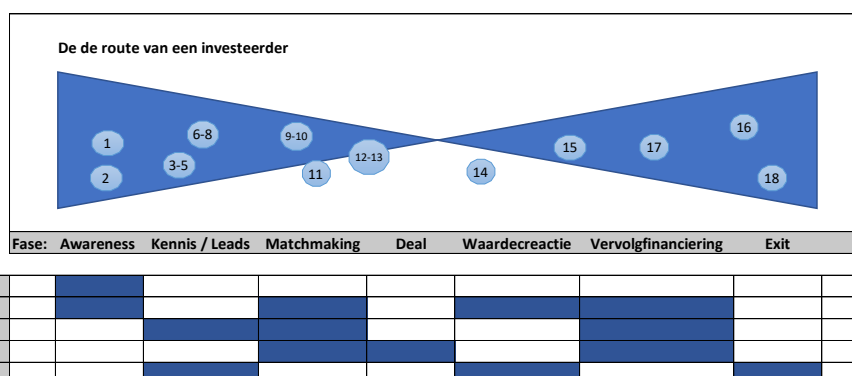 De de route van een investeerder
1 6-8 9-10 12-13 15 17 16
2 3-5 11 14 18
Fase: Awareness Kennis / Leads Matchmaking Deal Waardecreactie Vervolgfinanciering Exit